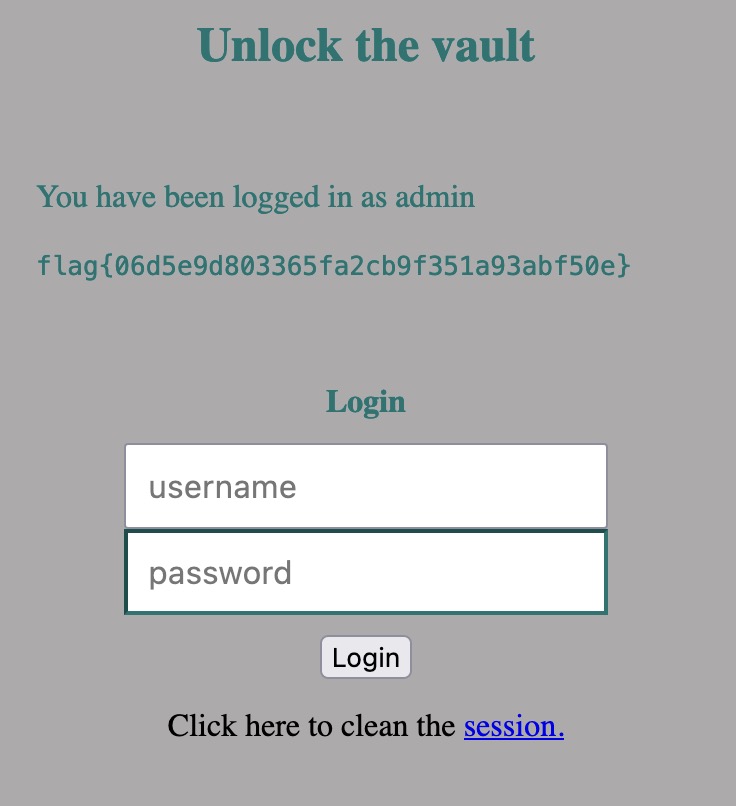 Unlock the vault
You have been logged in as admin
flag{06d5e9d803365fa2cb9f351a93abf50e}
Login
username
password
Login
Click here to clean the session.